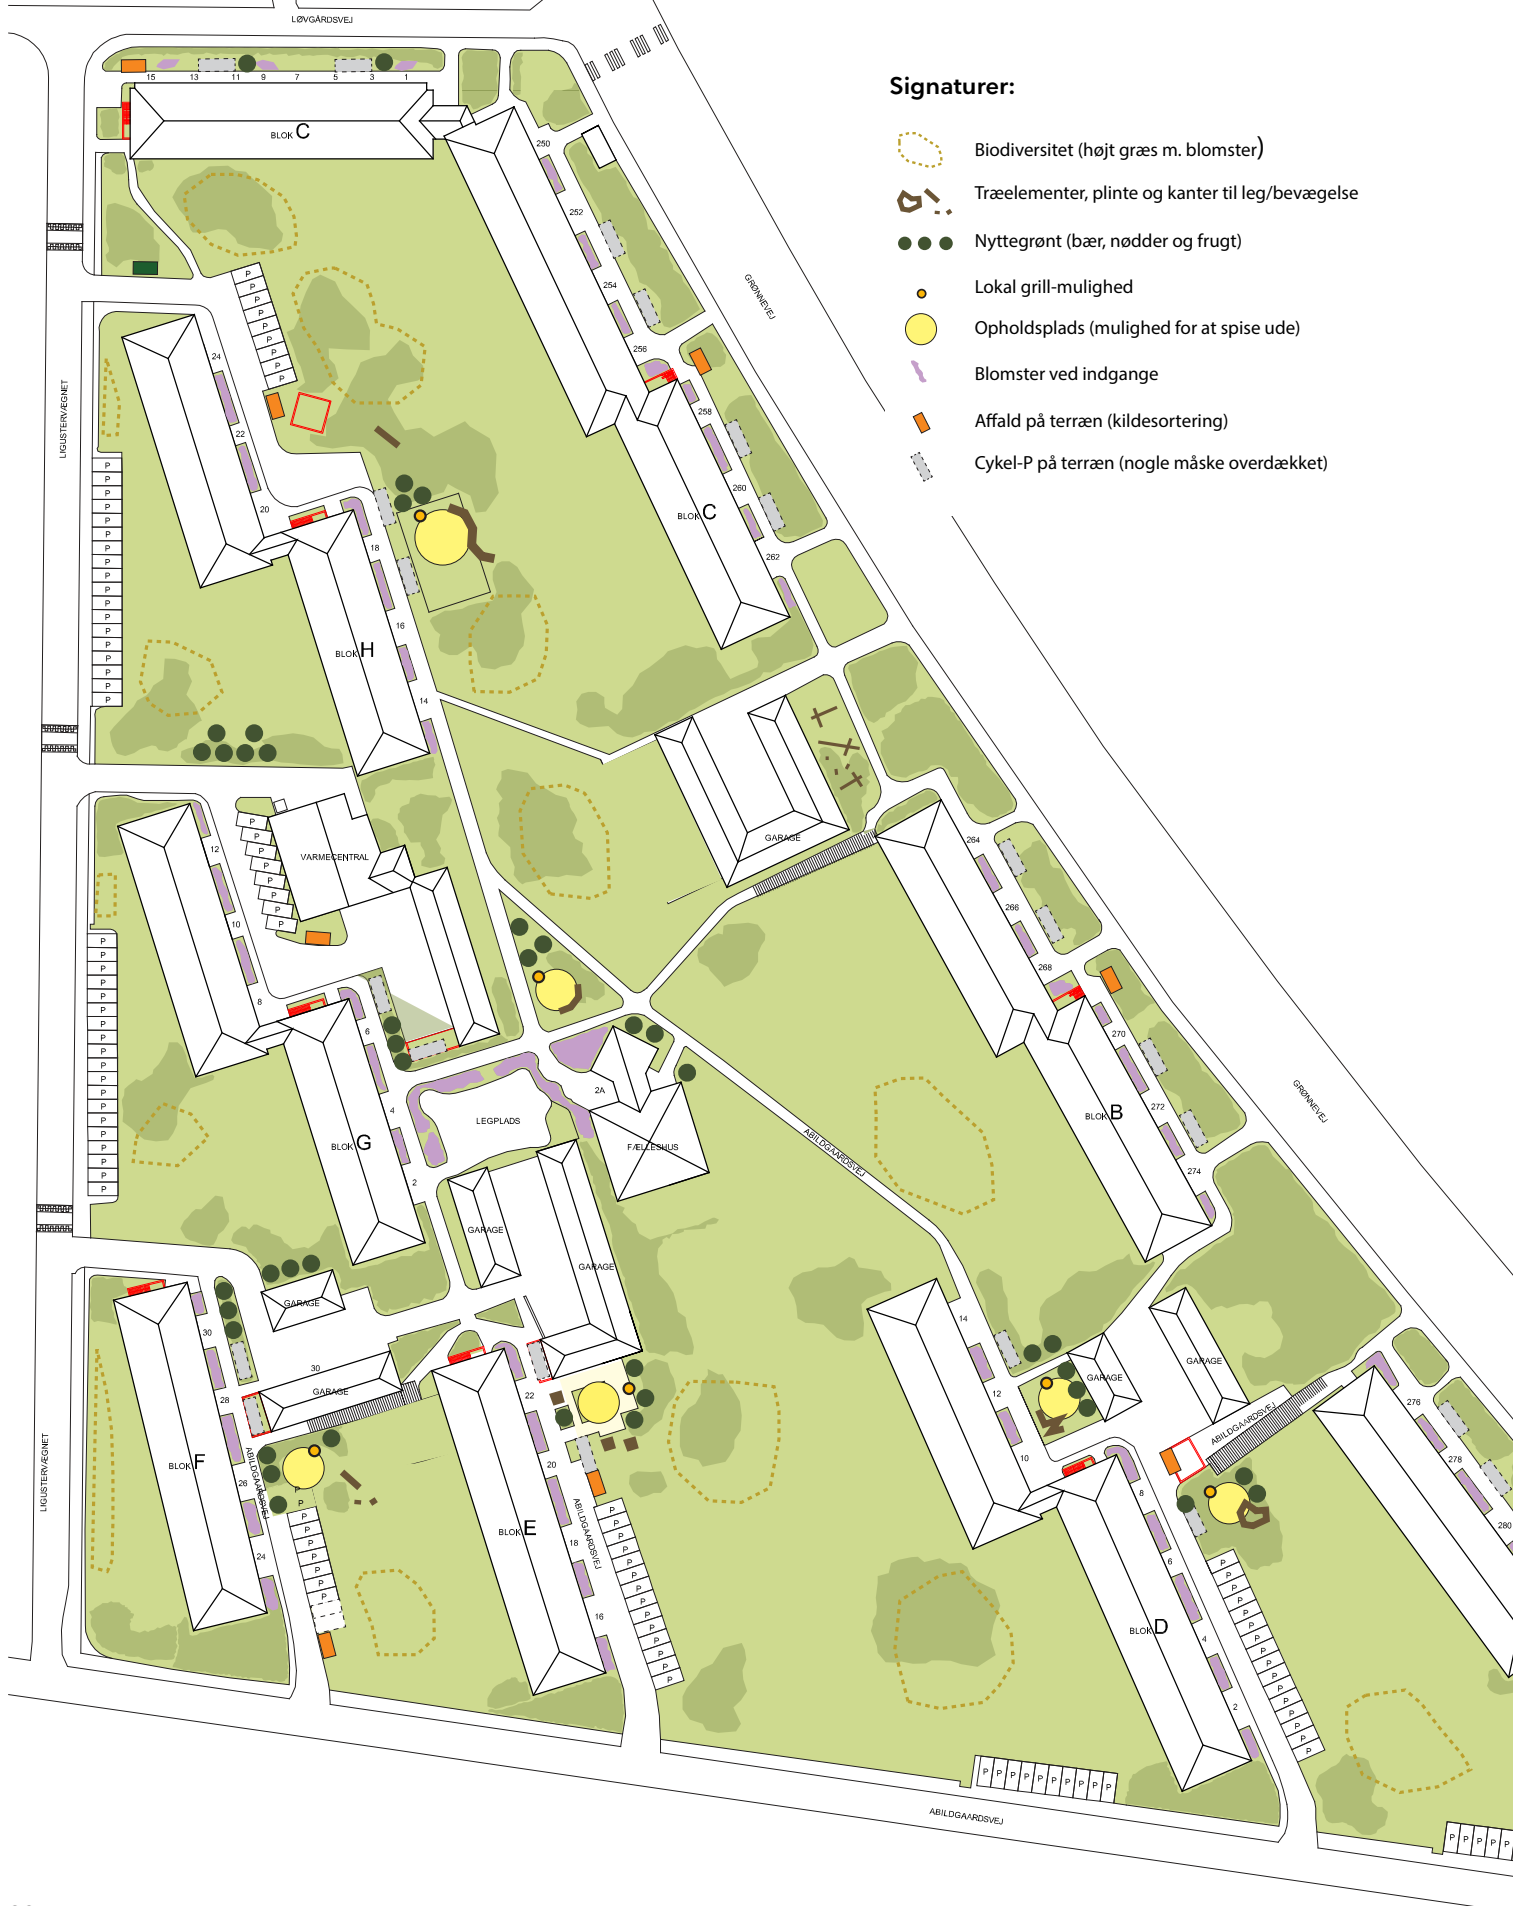 LØVGÅRDSVEJ
15 13 11 9 7 5 3 1
BLOK C
Signaturer:
Biodiversitet (højt græs m. blomster)
Træelementer, plinte og kanter til leg/bevægelse
Nyttegrønt (bær, nødder og frugt)
Lokal grill-mulighed
Opholdsplads (mulighed for at spise ude)
Blomster ved indgange
Affald på terræn (kildesortering)
Cykel-P på terræn (nogle måske overdækket)
250
252
254
256
258
260
262
BLOK C
GRØNNEVEJ
LIGUSTERVÆGNET
P P P P P P P P P
24
22
20
18
16
14
BLOK H
P P P P P P P P P P P P P P P P P P
GARAGE
VARMECENTRAL
P P P P P P P P
12
10
8
6
4
2
BLOK G
P P P P P P P P P P P P P P P P P P P
LEGPLADS
2A
FÆLLESHUS
ABILDGAARDSVEJ
264
266
268
270
272
274
BLOK B
GRØNNEVEJ
GARAGE
GARAGE
GARAGE
30
30
GARAGE
28
26
24
BLOK F
ABILDGAARDSVEJ
LIGUSTERVÆGNET
P P P P P P P P P
22
20
18
16
BLOK E
ABILDGAARDSVEJ
P P P P P P P P P P P P P P
14
12
10
8
6
4
2
BLOK D
GARAGE
GARAGE
ABILDGAARDSVEJ
276
278
280
P P P P P P P P P P P P P P P
P P P P P P P P P P
ABILDGAARDSVEJ
P P P P P